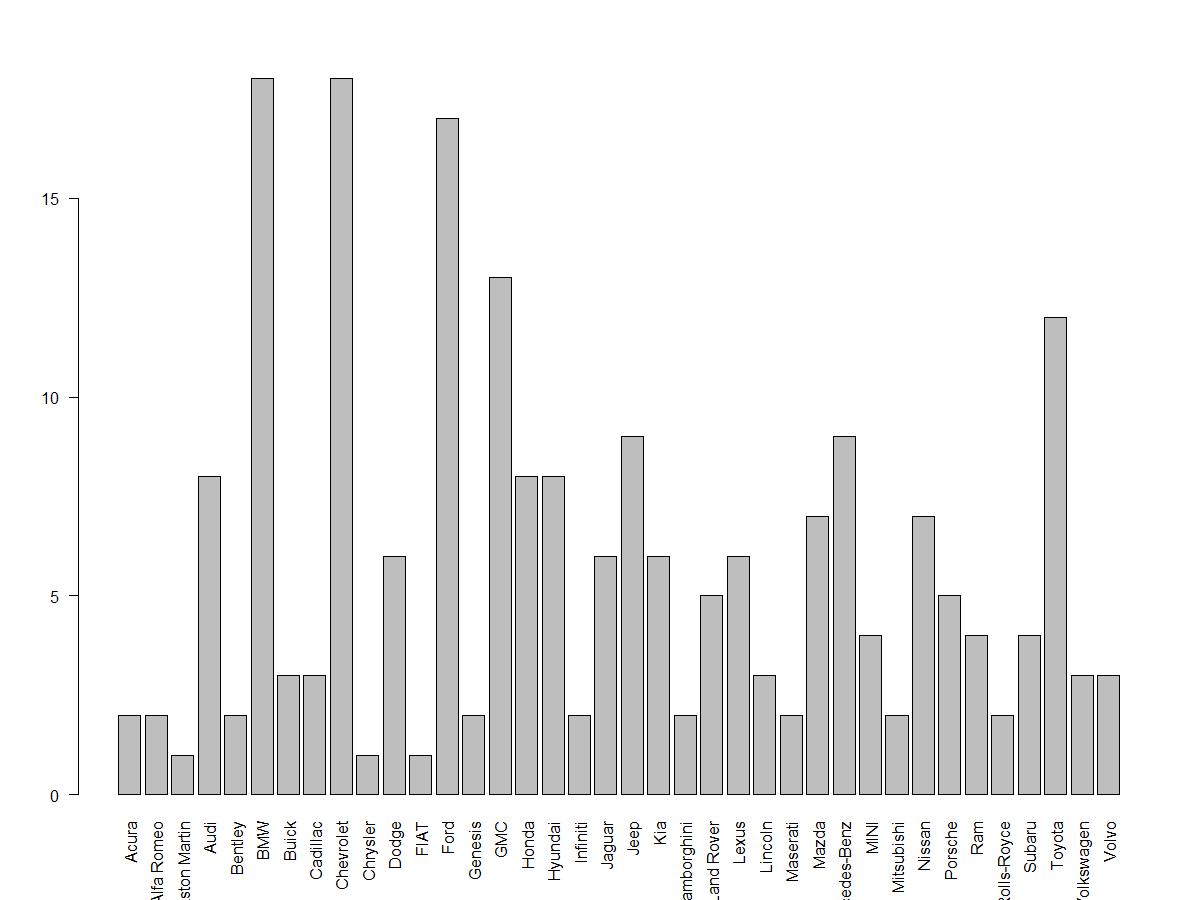 15
10
5
0
Acura
Alfa Romeo
ston Martin
Audi
Bentley
BMW
Buick
Cadillac
Chevrolet
Chrysler
Dodge
FIAT
Ford
Genesis
GMC
Honda
Hyundai
Infiniti
Jaguar
Jeep
Kia
amborghini
Land Rover
Lexus
Lincoln
Maserati
Mazda
edes-Benz
MINI
Mitsubishi
Nissan
Porsche
Ram
Rolls-Royce
Subaru
Toyota
Volkswagen
Volvo